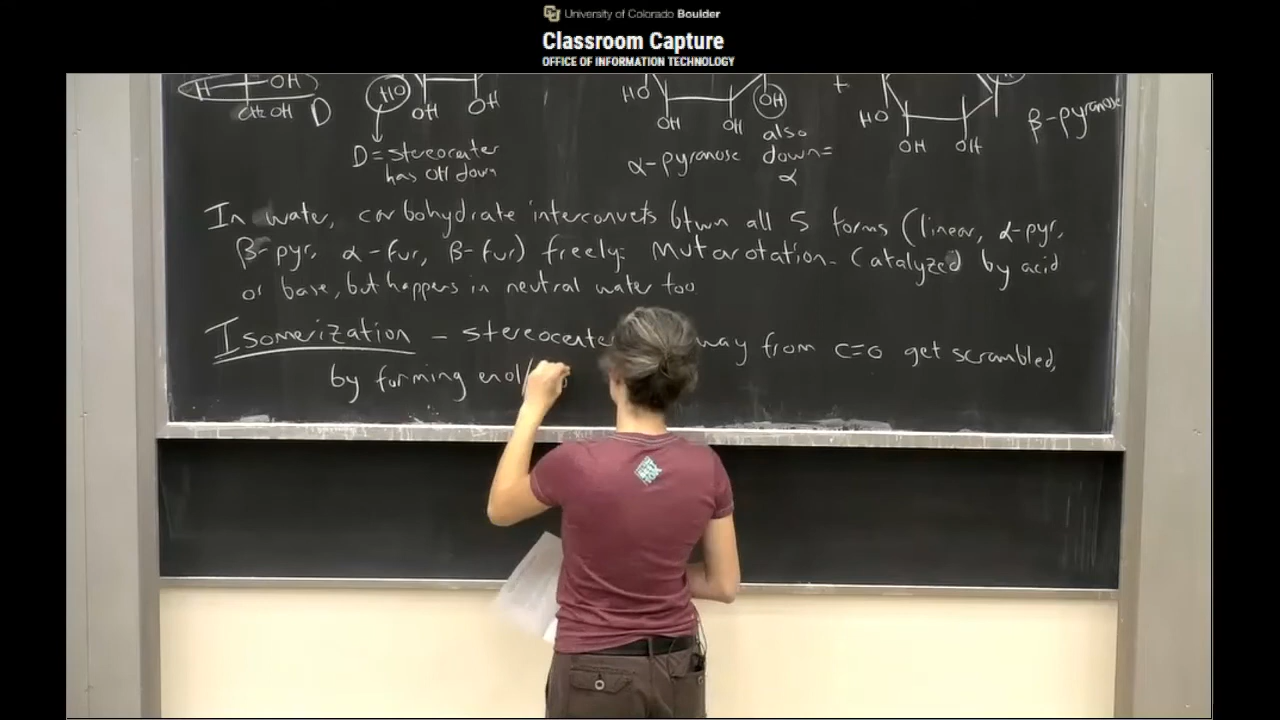 University of Colorado Boulder
Classroom Capture
OFFICE OF INFORMATION TECHNOLOGY
H OH
CH2OH D
HO OH OH
D = stereocenter
has OH down
HO OH OH OH
α-pyranose
also
down =
α
+
HO OH OH
β-pyranose
In water, carbohydrate interconverts btwn all 5 forms (linear, α-pyr,
β-pyr, α-fur, β-fur) freely: Mutarotation. Catalyzed by acid
or base, but happens in neutral water too.
Isomerization - way from C=O get scrambled,
by forming enol/